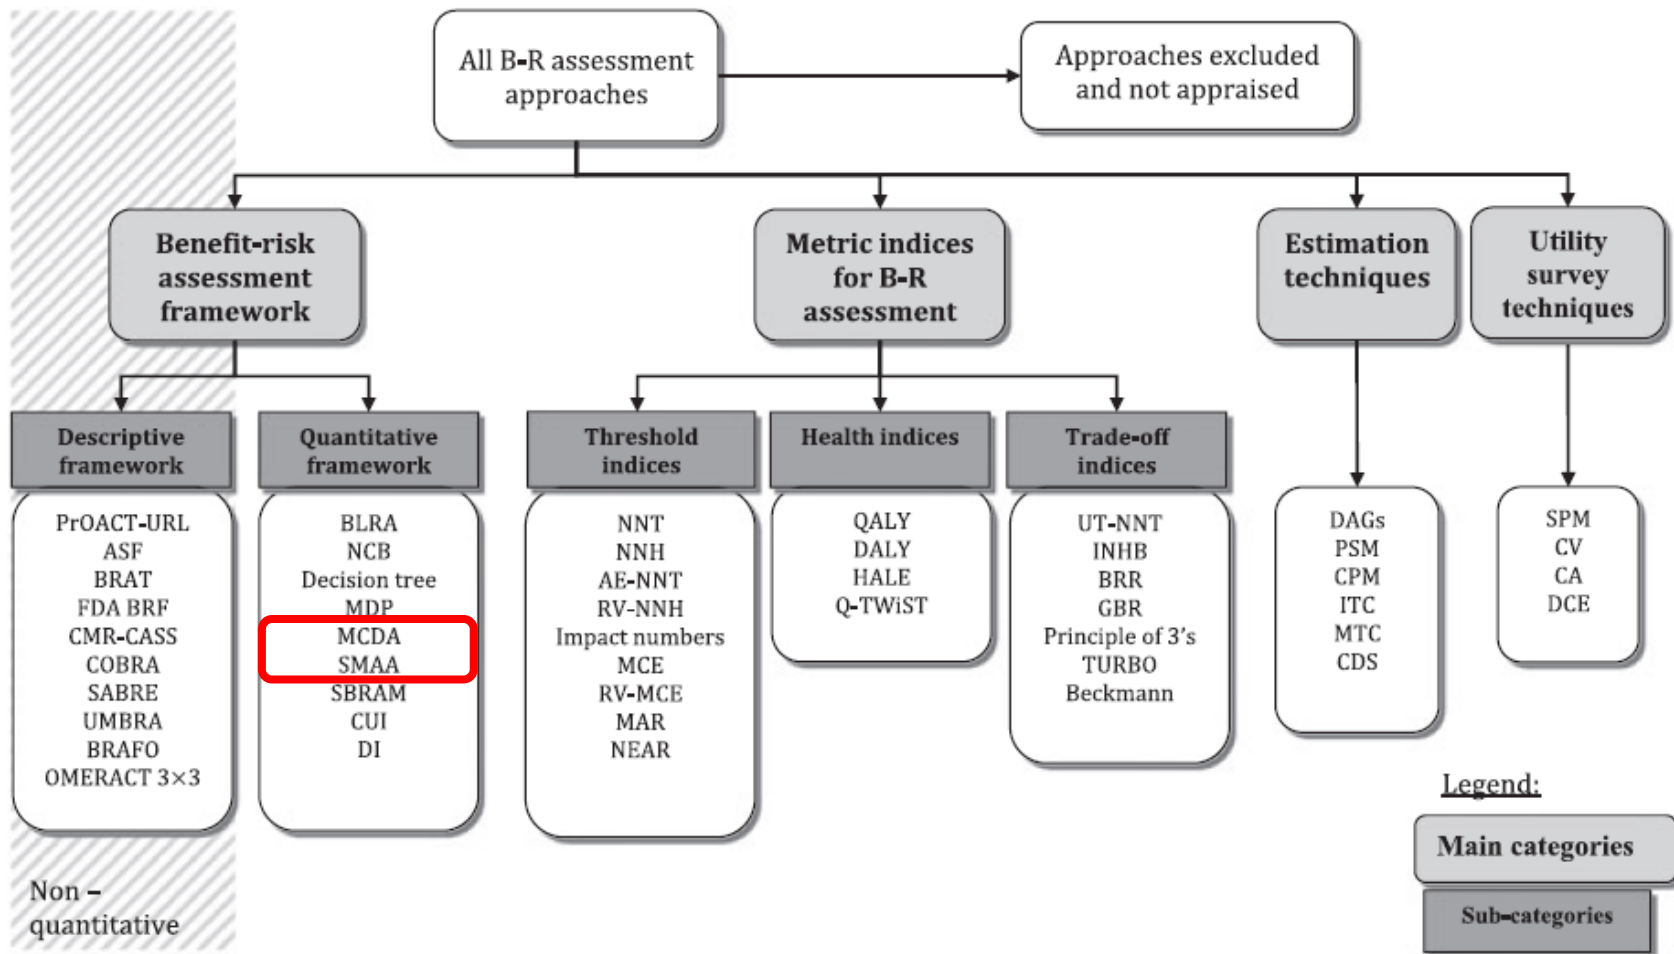 All B-R assessment
approaches
Approaches excluded
and not appraised
Benefit-risk
assessment
framework
Metric indices
for B-R
assessment
Estimation
techniques
Utility
survey
techniques
Descriptive
framework
Quantitative
framework
Threshold
indices
Health indices
Trade-off
indices
PrOACT-URL
ASF
BRAT
FDA BRF
CMR-CASS
COBRA
SABRE
UMBRA
BRAFO
OMERACT 3×3
BLRA
NCB
Decision tree
MDP
MCDA
SMAA
SBRAM
CUI
DI
NNT
NNH
AE-NNT
RV-NNH
Impact numbers
MCE
RV-MCE
MAR
NEAR
QALY
DALY
HALE
Q-TWiST
UT-NNT
INHB
BRR
GBR
Principle of 3's
TURBO
Beckmann
DAGs
PSM
CPM
ITC
MTC
CDS
SPM
CV
CA
DCE
Non –
quantitative
Legend:
Main categories
Sub-categories